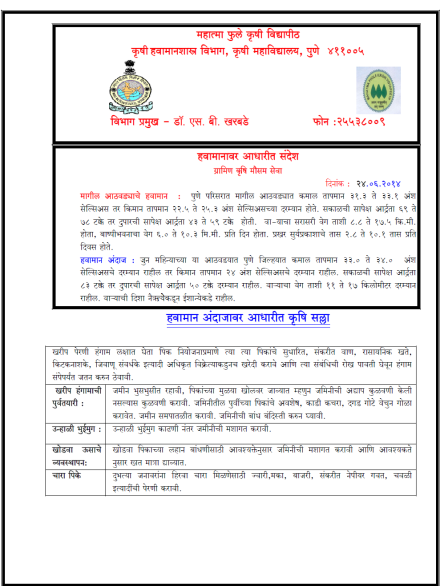 महात्मा फुले कृषी विद्यापीठ
कृषी हवामानशास्त्र विभाग, कृषी महाविद्यालय, पुणे ४११००५
विभाग प्रमुख – डॉ. एस. बी. खरबडे फोन :२५५३८००९
हवामानावर आधारीत संदेश
ग्रामिण कृषि मौसम सेवा
दिनांक : २४.०६.२०१४
मागील आठवड्याचे हवामान : पुणे परिसरात मागील आठवड्यात कमाल तापमान ३१.३ ते ३३.१ अंश
सेल्सिअस तर किमान तापमान २२.५ ते २५.३ अंश सेल्सिअसच्या दरम्यान होते. सकाळची सापेक्ष आर्द्रता ६९ ते
७८ टक्के तर दुपारची सापेक्ष आर्द्रता ४३ ते ५९ टक्के होती. वा-याचा सरासरी वेग ताशी ८.८ ते १७.५ कि.मी.
होता, बाष्पीभवनाचा वेग ६.० ते १०.३ मि.मी. प्रति दिन होता. प्रखर सुर्यप्रकाशाचे तास २.८ ते १०.१ तास प्रति
दिवस होते.
हवामान अंदाज : जुन महिन्याच्या या आठवड्यात पुणे जिल्ह्यात कमाल तापमान ३३.० ते ३४.० अंश
सेल्सिअसचे दरम्यान राहील तर किमान तापमान २४ अंश सेल्सिअसचे दरम्यान राहील. सकाळची सापेक्ष आर्द्रता
८३ टक्के तर दुपारची सापेक्ष आर्द्रता ५० टक्के दरम्यान राहील. वाऱ्याचा वेग ताशी ११ ते १७ किलोमीटर दरम्यान
राहील. वाऱ्याची दिशा नैऋत्येकडून ईशान्येकडे राहील.
हवामान अंदाजावर आधारीत कृषि सल्ला
खरीप पेरणी हंगाम लक्षात घेता पिक नियोजनाप्रमाणे त्या त्या पिकाचे सुधारित, संकरीत वाण, रासायनिक खते,
किटकनाशके, जिवाणू संवर्धके इत्यादी अधिकृत विक्रेत्याकडुनच खरेदी करावे आणि त्या संबधिची रोख पावती घेवून हंगाम
संपेपर्यंत जतन करुन ठेवावी.
खरीप हंगामाची पुर्वतयारी : जमीन भुसभुसीत रहावी, पिकांच्या मुळ्या खोलवर जाव्यात म्हणुन जमिनीची अद्याप कुळवणी केली
नसल्यास कुळवणी करावी. जमिनीतील पुर्वीच्या पिकांचे अवशेष, काडी कचरा, दगड गोटे वेचुन गोळा
करावेत. जमीन समपातळीत करावी. जमिनीची बांध बंदिस्ती करुन घ्यावी.
उन्हाळी भुईमुग : उन्हाळी भुईमुग काढणी नंतर जमीनीची मशागत करावी.
खोडवा ऊसाचे व्यवस्थापन: खोडवा पिकाच्या लहान बांधणीसाठी आवश्यक्तेनुसार जमिनीची मशागत करावी आणि आवश्यकते
नुसार खत मात्रा द्याव्यात.
चारा पिके दुभत्या जनावरांना हिरवा चारा मिळणेसाठी ज्वारी,मका, बाजरी, संकरीत नेपीवर गवत, चवळी
इत्यादींची पेरणी करावी.